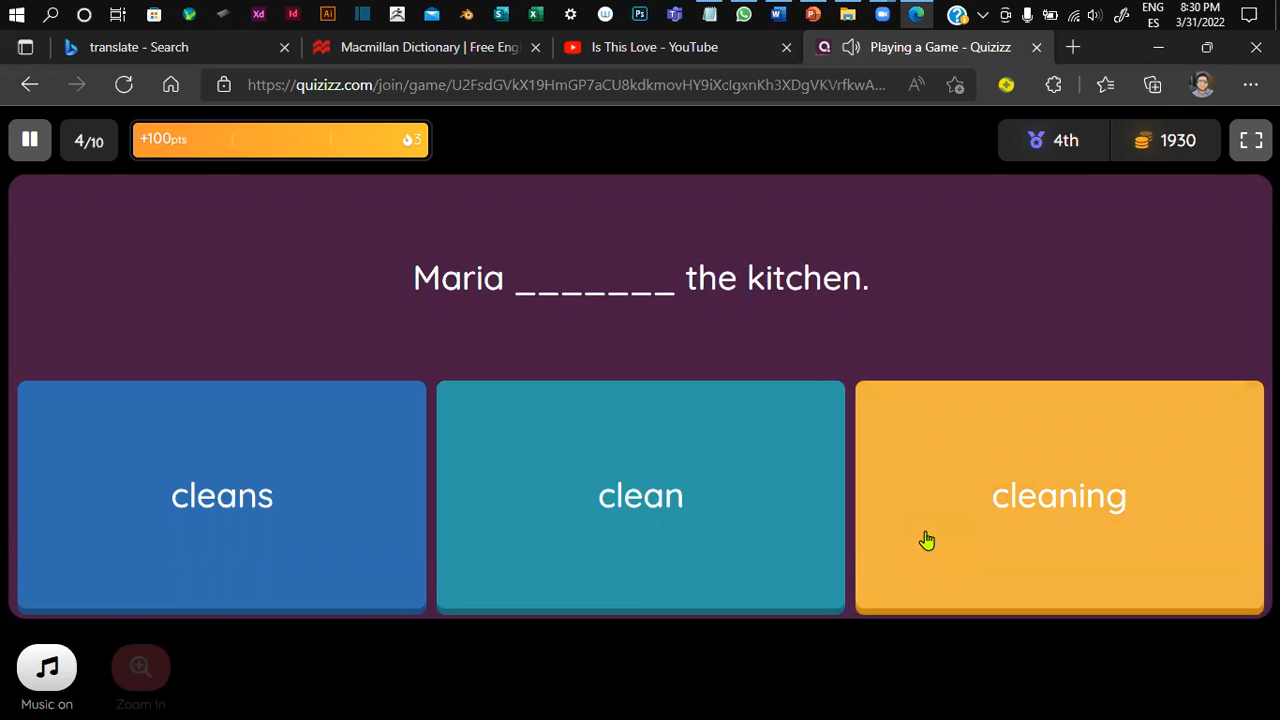 ENG
8:30 PM
ES
3/31/2022
translate - Search
Macmillan Dictionary | Free Eng
Is This Love - YouTube
Playing a Game - Quizizz
https://quizizz.com/join/game/U2FsdGVkX19HmGP7aCU8kdkmovHY9iXcIgxnKh3XDgVKVrfkwA...
4/10
+100pts
3
4th
1930
Maria _______ the kitchen.
cleans
clean
cleaning
Music on
Zoom In